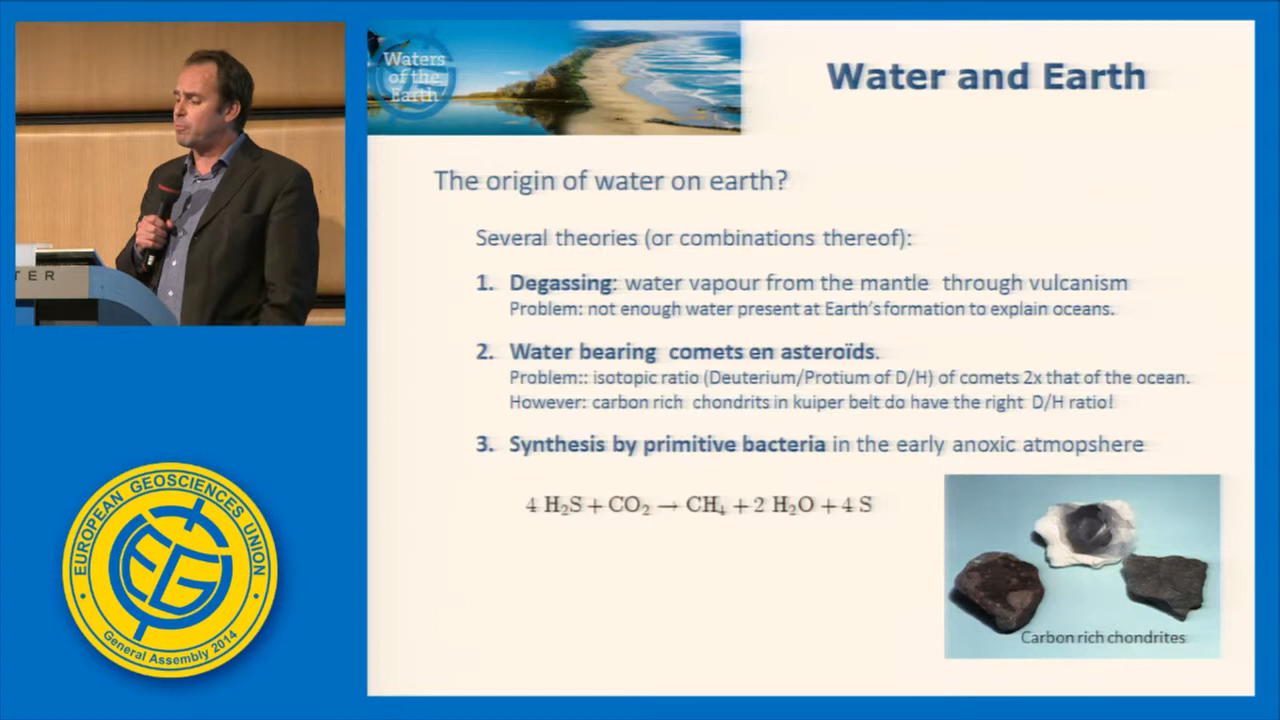 TER
Waters
of the
Earth
Water and Earth
The origin of water on earth?
Several theories (or combinations thereof):
1. Degassing: water vapour from the mantle through vulcanism
Problem: not enough water present at Earth's formation to explain oceans.
2. Water bearing comets en asteroïds.
Problem:: isotopic ratio (Deuterium/Protium of D/H) of comets 2x that of the ocean.
However: carbon rich chondrits in kuiper belt do have the right D/H ratio!
3. Synthesis by primitive bacteria in the early anoxic atmopshere
4 H₂S + CO₂ → CH₄ + 2 H₂O + 4 S
Carbon rich chondrites
EUROPEAN GEOSCIENCES UNION
EGU
General Assembly 2014